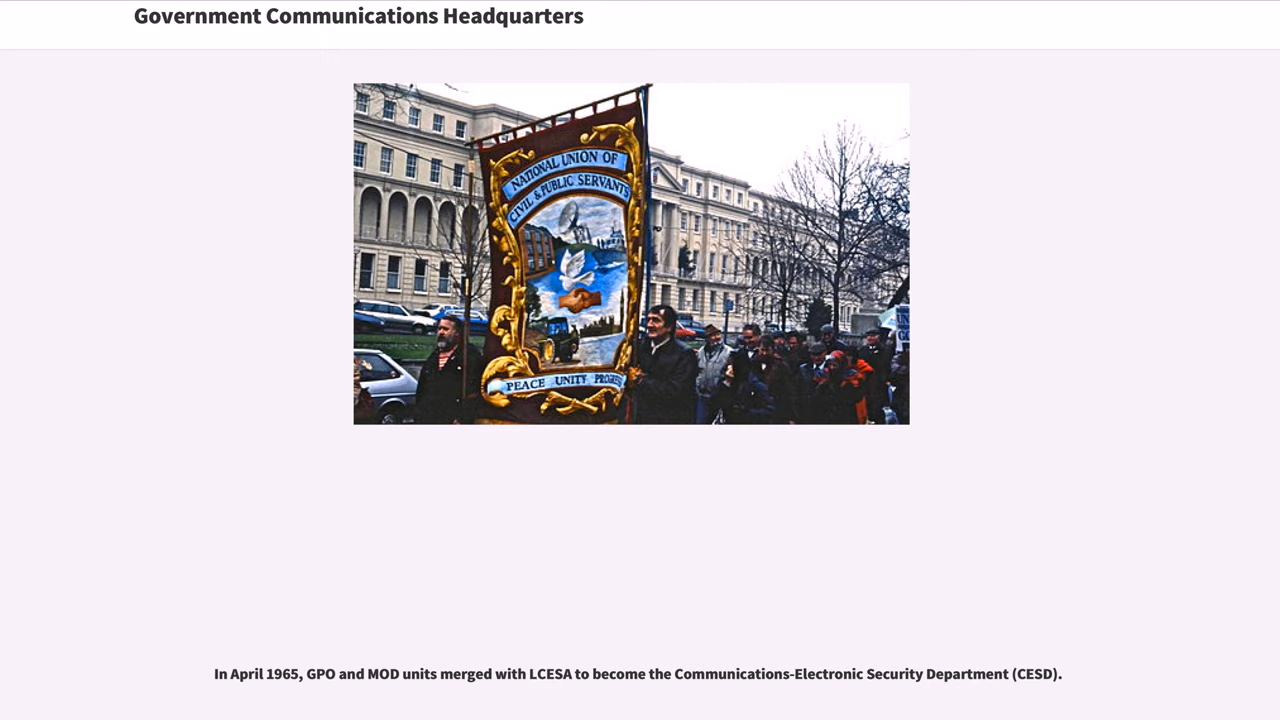 Government Communications Headquarters
NATIONAL UNION OF
CIVIL & PUBLIC SERVANTS
PEACE UNITY PROGRESS
In April 1965, GPO and MOD units merged with LCESA to become the Communications-Electronic Security Department (CESD).